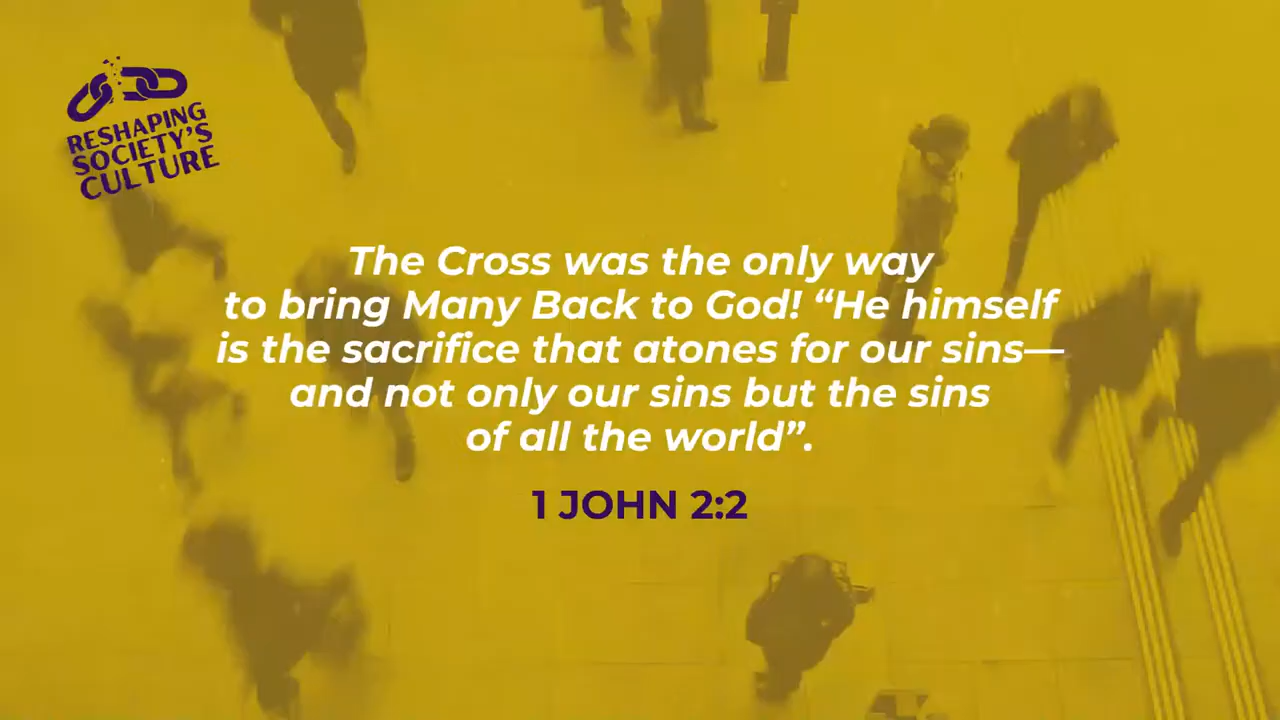 RESHAPING
SOCIETY'S
CULTURE
The Cross was the only way
to bring Many Back to God! “He himself
is the sacrifice that atones for our sins—
and not only our sins but the sins
of all the world”.
1 JOHN 2:2